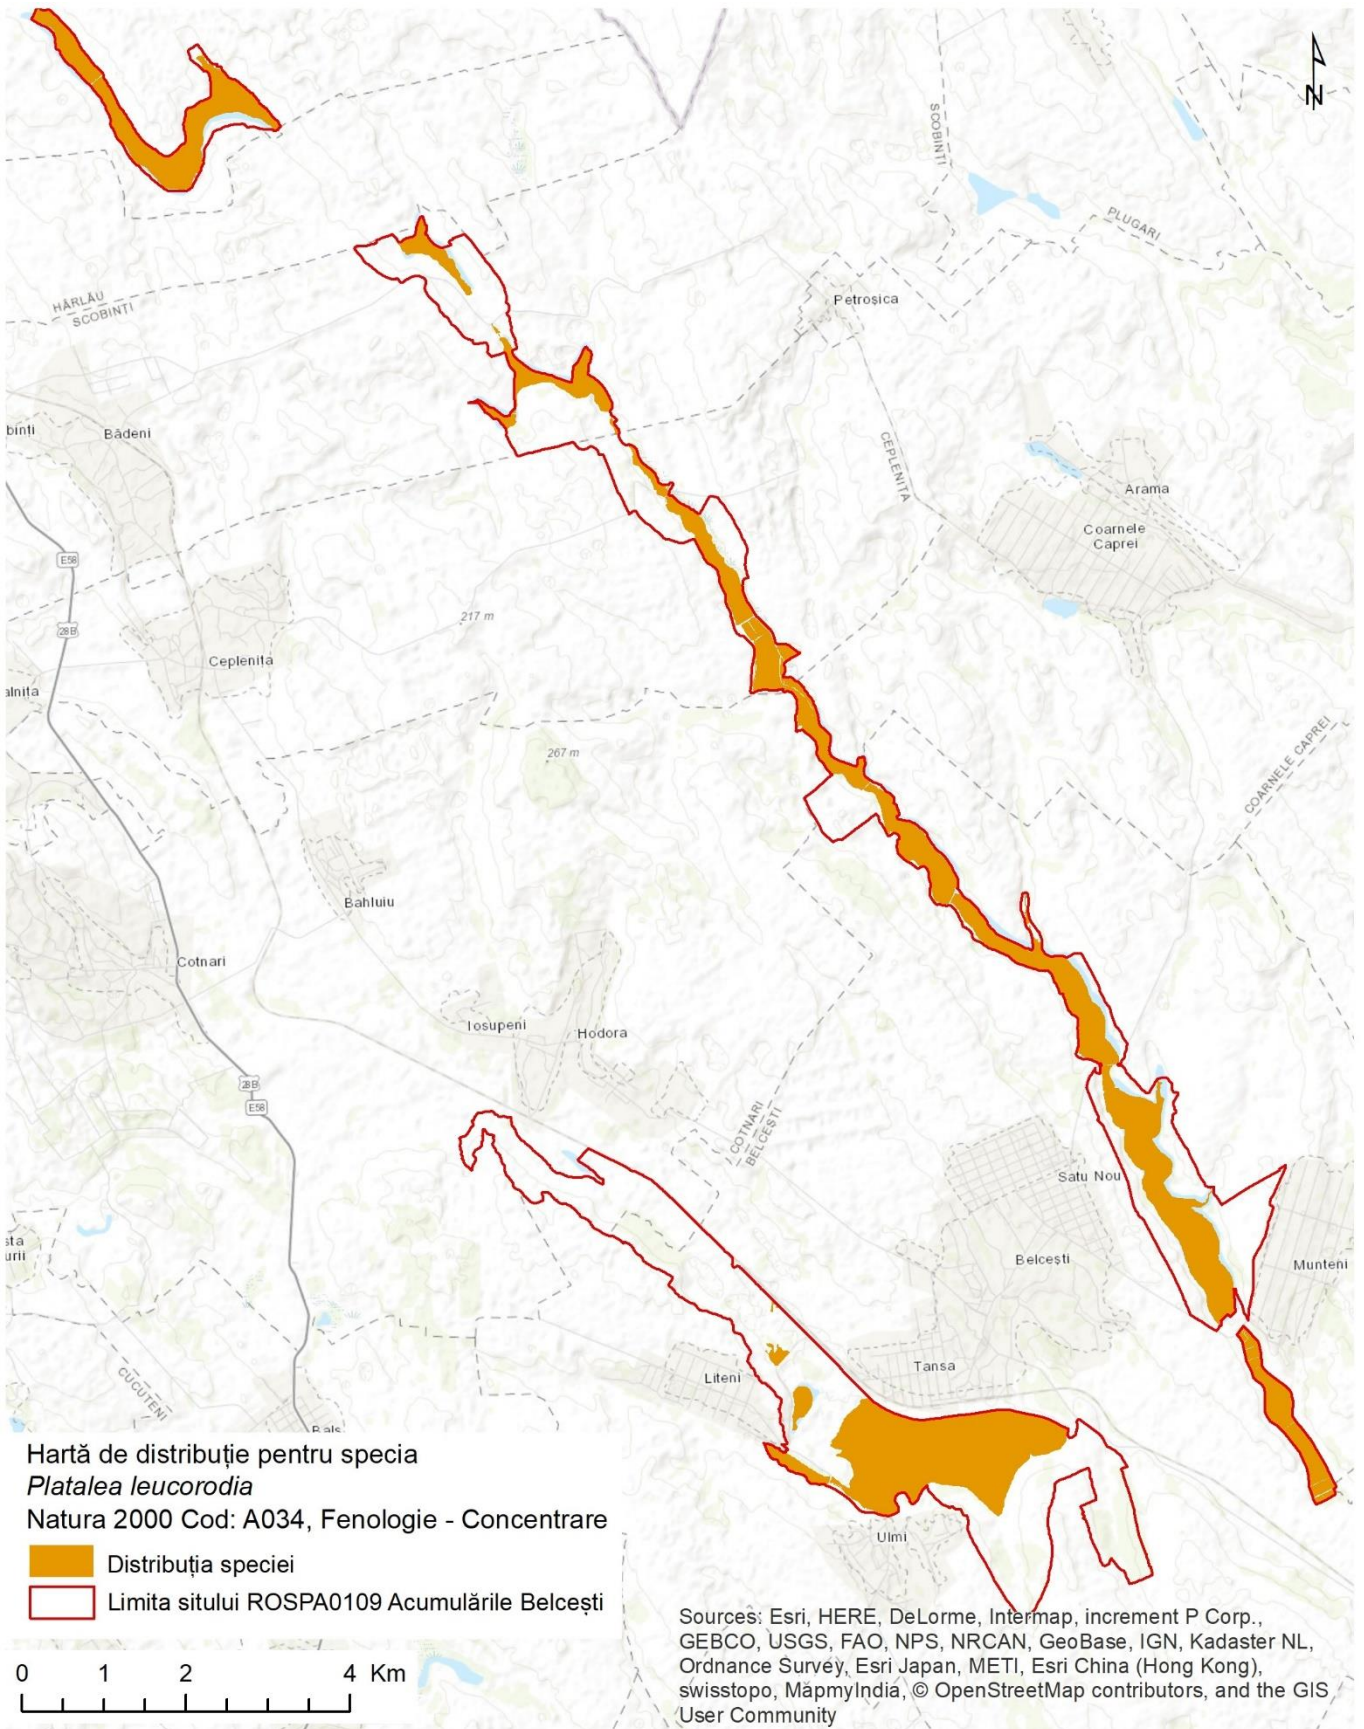 N
SCOBINTI
PLUGARI
HÂRLĂU
SCOBINTI
Petroșica
binți
Bădeni
CEPLENIȚA
Arama
Coarnele
Caprei
E58
217 m
28B
Ceplenița
alnița
267 m
COARNELE CAPREI
Bahluiu
Cotnari
Iosupeni
Hodora
28B
E58
COTNARI
BELCEȘTI
Satu Nou
sta
urii
Belcești
Munteni
Tansa
Liteni
CUCUTENI
Bals
Ulmi
Hartă de distribuție pentru specia
Platalea leucorodia
Natura 2000 Cod: A034, Fenologie - Concentrare
Distribuția speciei
Limita sitului ROSPA0109 Acumulările Belcești
0 1 2 4 Km
Sources: Esri, HERE, DeLorme, Intermap, increment P Corp.,
GEBCO, USGS, FAO, NPS, NRCAN, GeoBase, IGN, Kadaster NL,
Ordnance Survey, Esri Japan, METI, Esri China (Hong Kong),
swisstopo, MapmyIndia, © OpenStreetMap contributors, and the GIS
User Community